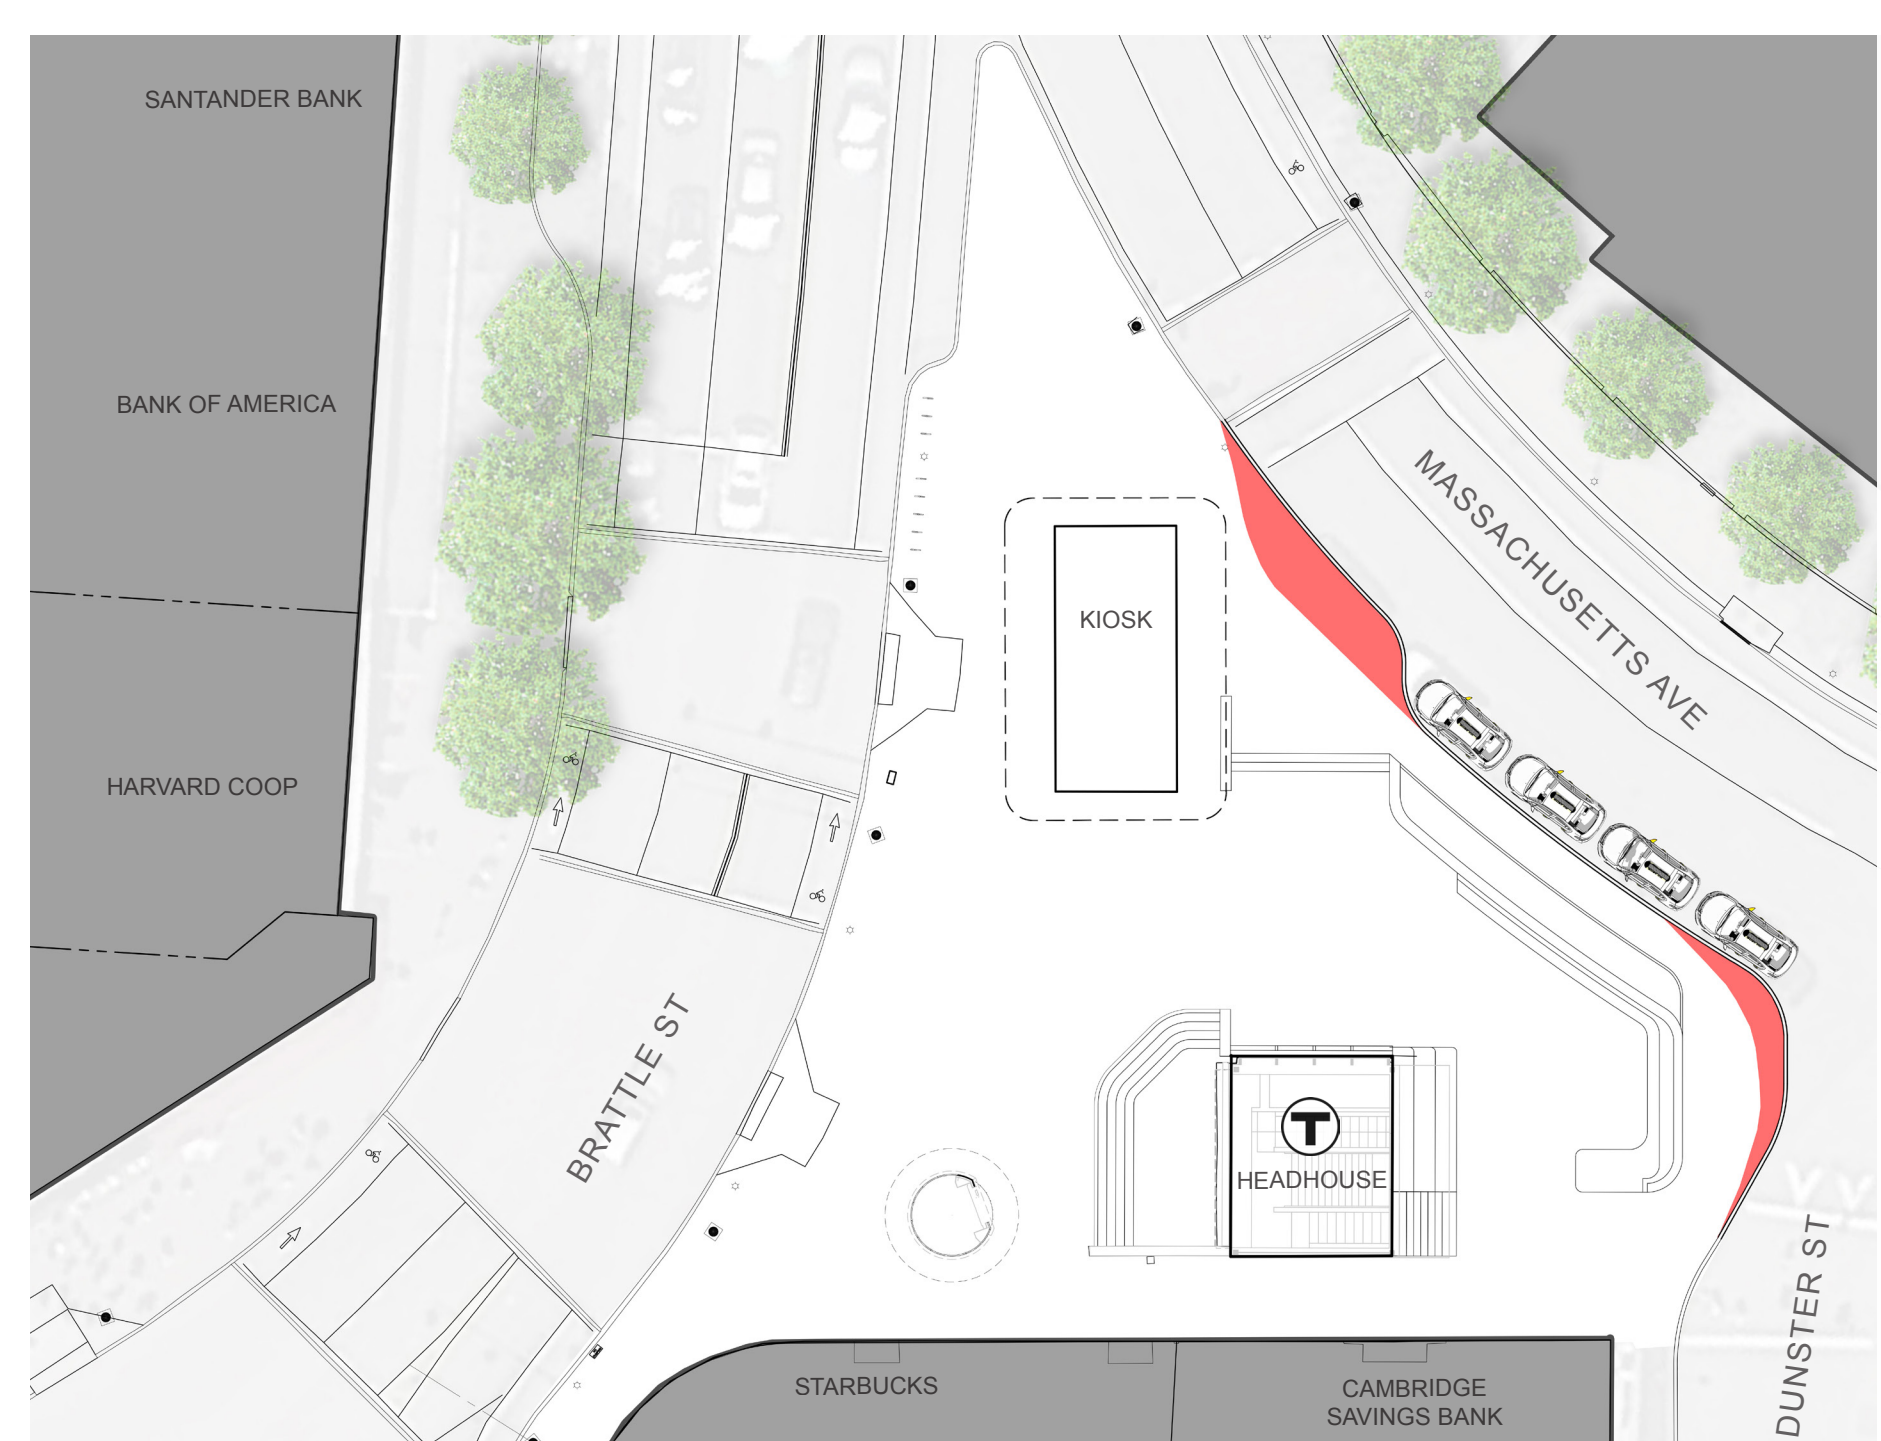 SANTANDER BANK
BANK OF AMERICA
MASSACHUSETTS AVE
KIOSK
HARVARD COOP
BRATTLE ST
T
HEADHOUSE
DUNSTER ST
STARBUCKS
CAMBRIDGE
SAVINGS BANK